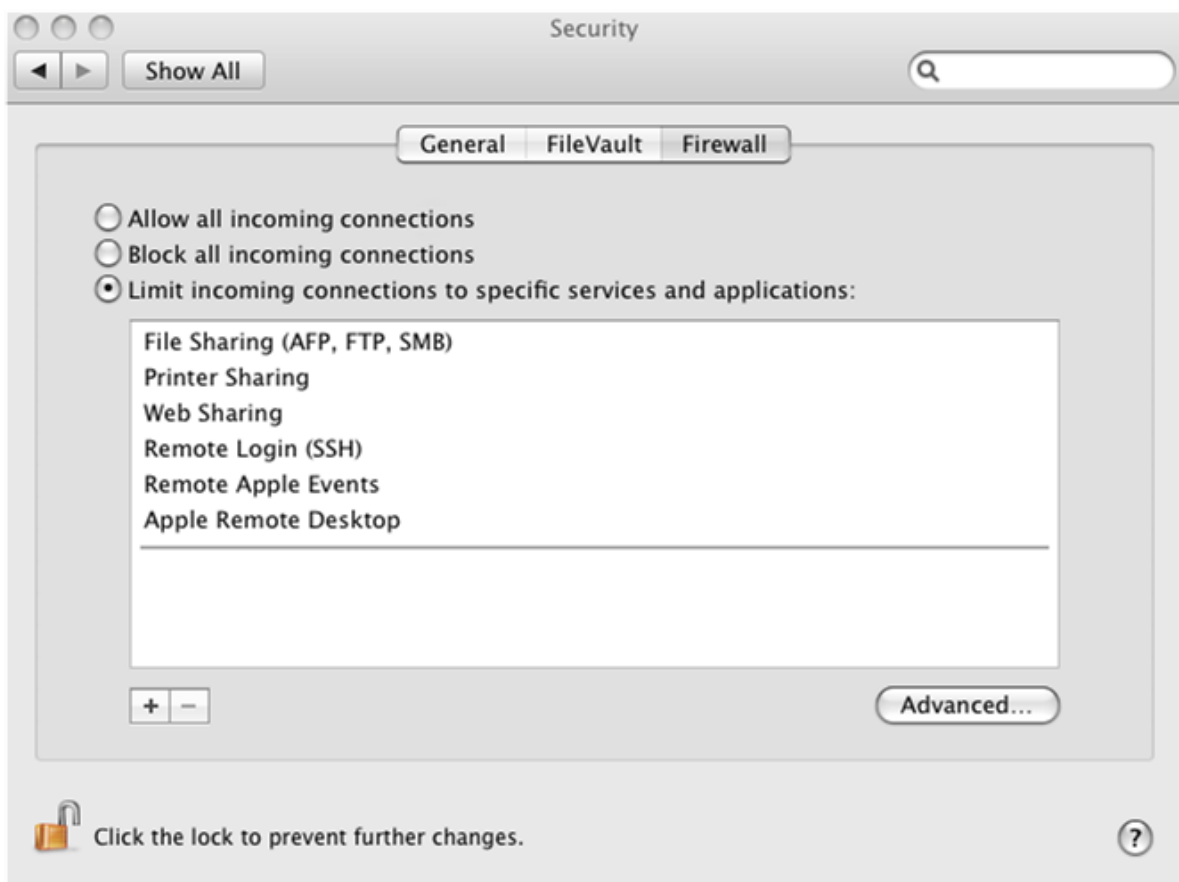 Security
Show All
General FileVault Firewall
Allow all incoming connections
Block all incoming connections
Limit incoming connections to specific services and applications:
File Sharing (AFP, FTP, SMB)
Printer Sharing
Web Sharing
Remote Login (SSH)
Remote Apple Events
Apple Remote Desktop
+ −
Advanced...
Click the lock to prevent further changes.
?